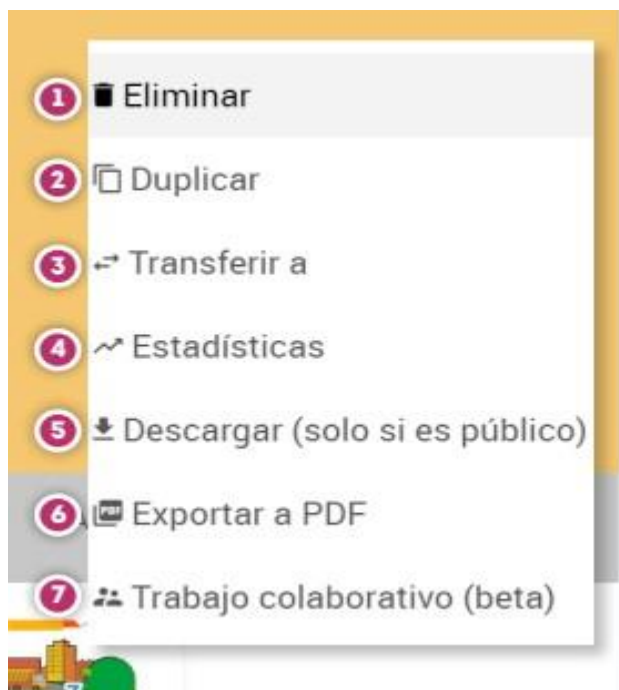 1 Eliminar
2 Duplicar
3 Transferir a
4 Estadísticas
5 Descargar (solo si es público)
6 PDF Exportar a PDF
7 Trabajo colaborativo (beta)